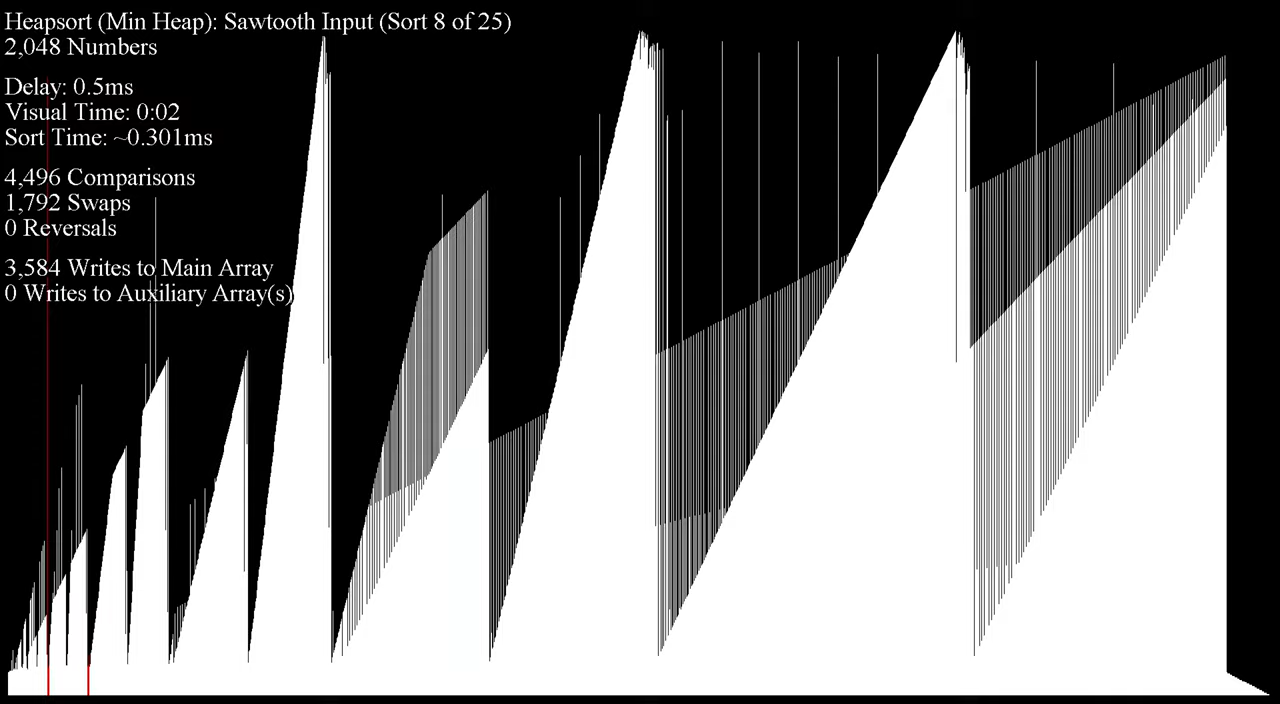 Heapsort (Min Heap): Sawtooth Input (Sort 8 of 25)
2,048 Numbers
Delay: 0.5ms
Visual Time: 0:02
Sort Time: ~0.301ms
4,496 Comparisons
1,792 Swaps
0 Reversals
3,584 Writes to Main Array
0 Writes to Auxiliary Array(s)